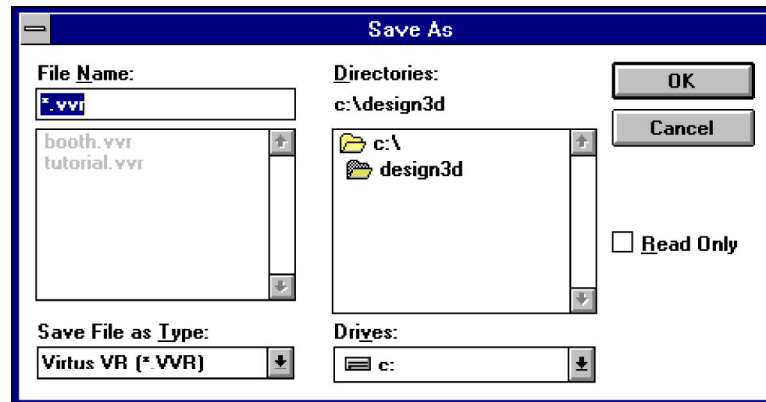 Save As
File Name:
*.vvr
booth.vvr
tutorial.vvr
Save File as Type:
Virtus VR (*.VVR)
Directories:
c:\design3d
c:\
design3d
Drives:
c:
OK
Cancel
Read Only